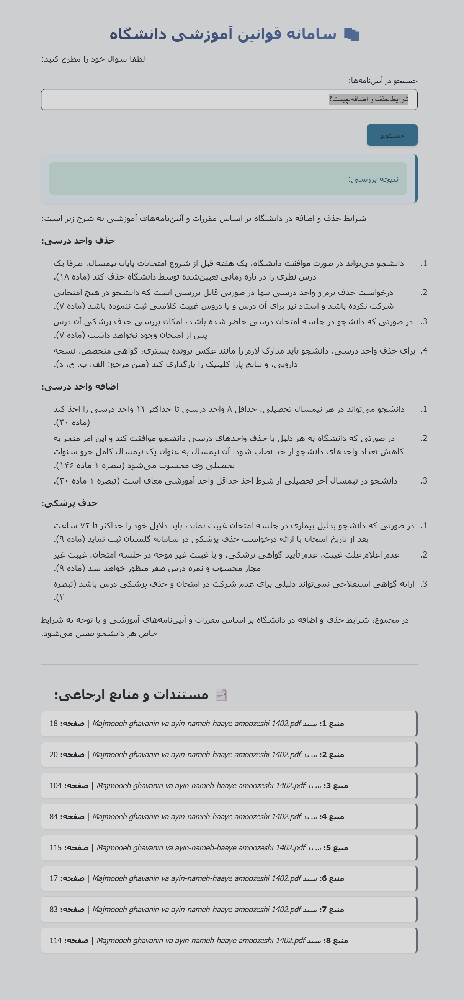 سامانه قوانین آموزشی دانشگاه
لطفا سوال خود را مطرح کنید:
جستجو در آیین‌نامه‌ها:
شرایط حذف و اضافه چیست؟
جستجو
نتیجه بررسی:
شرایط حذف و اضافه در دانشگاه بر اساس مقررات و آئین‌نامه‌های آموزشی به شرح زیر است:
حذف واحد درسی:
1. دانشجو می‌تواند در صورت موافقت دانشگاه، یک هفته قبل از شروع امتحانات پایان نیمسال، صرفا یک
درس نظری را در بازه زمانی تعیین‌شده توسط دانشگاه حذف کند (ماده ۱۸).
2. درخواست حذف ترم و واحد درسی تنها در صورتی قابل بررسی است که دانشجو در هیچ امتحانی
شرکت نکرده باشد و استاد نیز برای آن درس و یا دروس غیبت کلاسی ثبت ننموده باشد (ماده ۷).
3. در صورتی که دانشجو در جلسه امتحان درسی حاضر شده باشد، امکان بررسی حذف پزشکی آن درس
پس از امتحان وجود نخواهد داشت (ماده ۷).
4. برای حذف واحد درسی، دانشجو باید مدارک لازم را مانند عکس پرونده بستری، گواهی متخصص، نسخه
دارویی، و نتایج پارا کلینیک را بارگذاری کند (متن مرجع: الف، ب، ج، د).
اضافه واحد درسی:
1. دانشجو می‌تواند در هر نیمسال تحصیلی، حداقل ۸ واحد درسی تا حداکثر ۱۴ واحد درسی را اخذ کند
(ماده ۳۰).
2. در صورتی که دانشگاه به هر دلیل با حذف واحدهای درسی دانشجو موافقت کند و این امر منجر به
کاهش تعداد واحدهای دانشجو از حد نصاب شود، آن نیمسال به عنوان یک نیمسال کامل جزو سنوات
تحصیلی وی محسوب می‌شود (تبصره ۱ ماده ۱۴۶).
3. دانشجو در نیمسال آخر تحصیلی از شرط اخذ حداقل واحد آموزشی معاف است (تبصره ۱ ماده ۳۰).
حذف پزشکی:
1. در صورتی که دانشجو بدلیل بیماری در جلسه امتحان غیبت نماید، باید دلایل خود را حداکثر تا ۷۲ ساعت
بعد از تاریخ امتحان با ارائه درخواست حذف پزشکی در سامانه گلستان ثبت نماید (ماده ۹).
2. عدم اعلام علت غیبت، عدم تأیید گواهی پزشکی، و یا غیبت غیر موجه در جلسه امتحان، غیبت غیر
مجاز محسوب و نمره درس صفر منظور خواهد شد (ماده ۹).
3. ارائه گواهی استعلاجی نمی‌تواند دلیلی برای عدم شرکت در امتحان و حذف پزشکی درس باشد (تبصره
۲).
در مجموع، شرایط حذف و اضافه در دانشگاه بر اساس مقررات و آئین‌نامه‌های آموزشی و با توجه به شرایط
خاص هر دانشجو تعیین می‌شود.
مستندات و منابع ارجاعی:
منبع 1: سند Majmooeh ghavanin va ayin-nameh-haaye amoozeshi 1402.pdf | صفحه: 18
منبع 2: سند Majmooeh ghavanin va ayin-nameh-haaye amoozeshi 1402.pdf | صفحه: 20
منبع 3: سند Majmooeh ghavanin va ayin-nameh-haaye amoozeshi 1402.pdf | صفحه: 104
منبع 4: سند Majmooeh ghavanin va ayin-nameh-haaye amoozeshi 1402.pdf | صفحه: 84
منبع 5: سند Majmooeh ghavanin va ayin-nameh-haaye amoozeshi 1402.pdf | صفحه: 115
منبع 6: سند Majmooeh ghavanin va ayin-nameh-haaye amoozeshi 1402.pdf | صفحه: 17
منبع 7: سند Majmooeh ghavanin va ayin-nameh-haaye amoozeshi 1402.pdf | صفحه: 83
منبع 8: سند Majmooeh ghavanin va ayin-nameh-haaye amoozeshi 1402.pdf | صفحه: 114